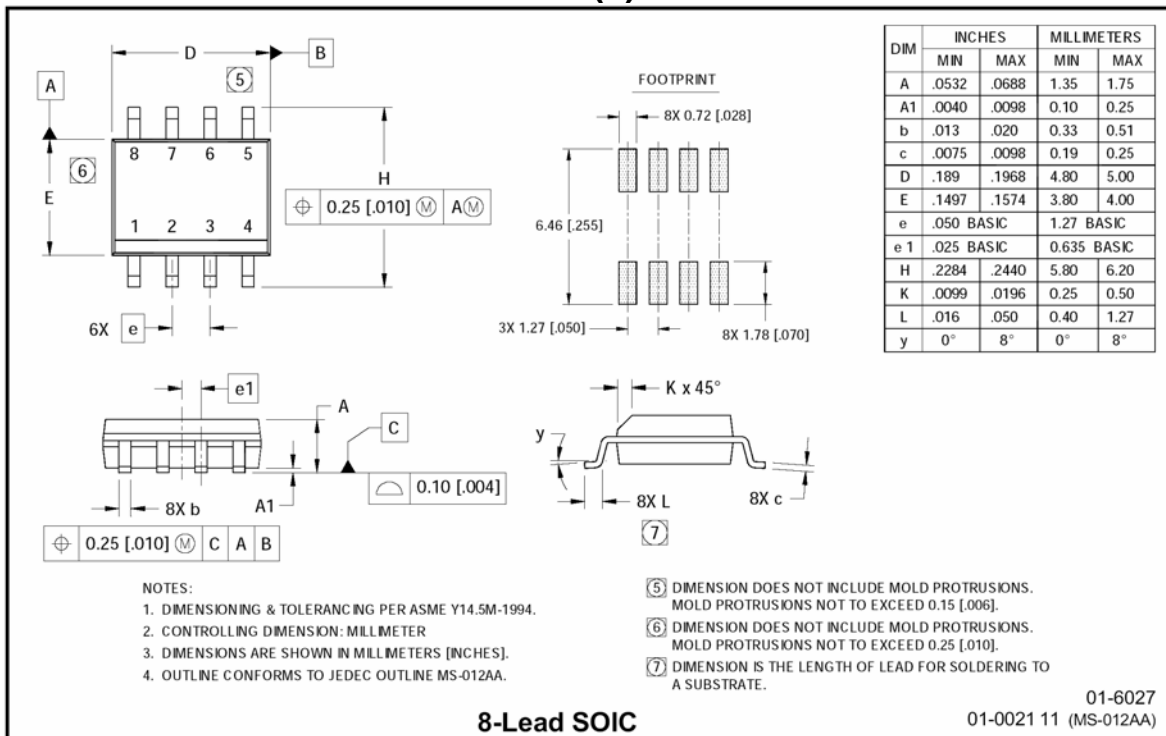 D
B
5
A
8 7 6 5
6
E
H
⌖ 0.25 [.010] Ⓜ A Ⓜ
1 2 3 4
6X e
FOOTPRINT
8X 0.72 [.028]
6.46 [.255]
3X 1.27 [.050]
8X 1.78 [.070]
DIM INCHES MILLIMETERS
MIN MAX MIN MAX
A .0532 .0688 1.35 1.75
A1 .0040 .0098 0.10 0.25
b .013 .020 0.33 0.51
c .0075 .0098 0.19 0.25
D .189 .1968 4.80 5.00
E .1497 .1574 3.80 4.00
e .050 BASIC 1.27 BASIC
e 1 .025 BASIC 0.635 BASIC
H .2284 .2440 5.80 6.20
K .0099 .0196 0.25 0.50
L .016 .050 0.40 1.27
y 0° 8° 0° 8°
e1
A
C
0.10 [.004]
8X b
A1
⌖ 0.25 [.010] Ⓜ C A B
K x 45°
y
8X L
8X c
7
NOTES:
1. DIMENSIONING & TOLERANCING PER ASME Y14.5M-1994.
2. CONTROLLING DIMENSION: MILLIMETER
3. DIMENSIONS ARE SHOWN IN MILLIMETERS [INCHES].
4. OUTLINE CONFORMS TO JEDEC OUTLINE MS-012AA.
5 DIMENSION DOES NOT INCLUDE MOLD PROTRUSIONS.
MOLD PROTRUSIONS NOT TO EXCEED 0.15 [.006].
6 DIMENSION DOES NOT INCLUDE MOLD PROTRUSIONS.
MOLD PROTRUSIONS NOT TO EXCEED 0.25 [.010].
7 DIMENSION IS THE LENGTH OF LEAD FOR SOLDERING TO
A SUBSTRATE.
8-Lead SOIC
01-6027
01-0021 11 (MS-012AA)